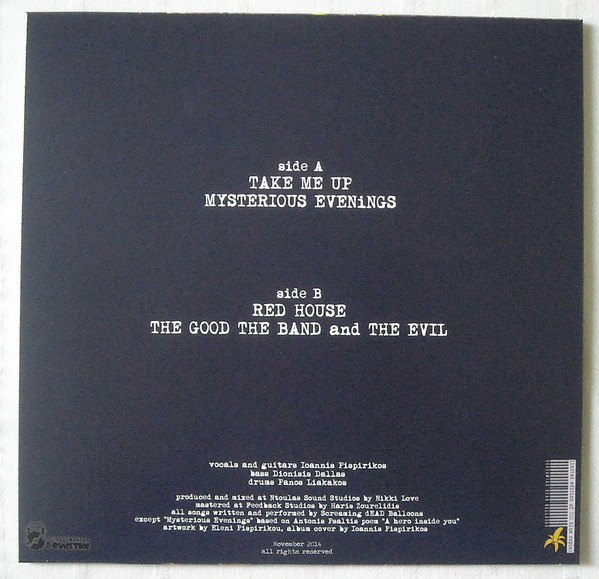 side A
TAKE ME UP
MYSTERIOUS EVENiNGS
side B
RED HOUSE
THE GOOD THE BAND and THE EVIL
vocals and guitars Ioannis Pispirikos
bass Dionisis Dallas
drums Panos Liakakos
produced and mixed at Ntoulas Sound Studios by Nikki Love
mastered at Feedback Studios by Haris Zourelidis
all songs written and performed by Screaming dEAD Balloons
except "Mysterious Evenings" based on Antonis Psaltis poem "A hero inside you"
artwork by Eleni Pispirikou, album cover by Ioannis Pispirikos
November 2014
all rights reserved